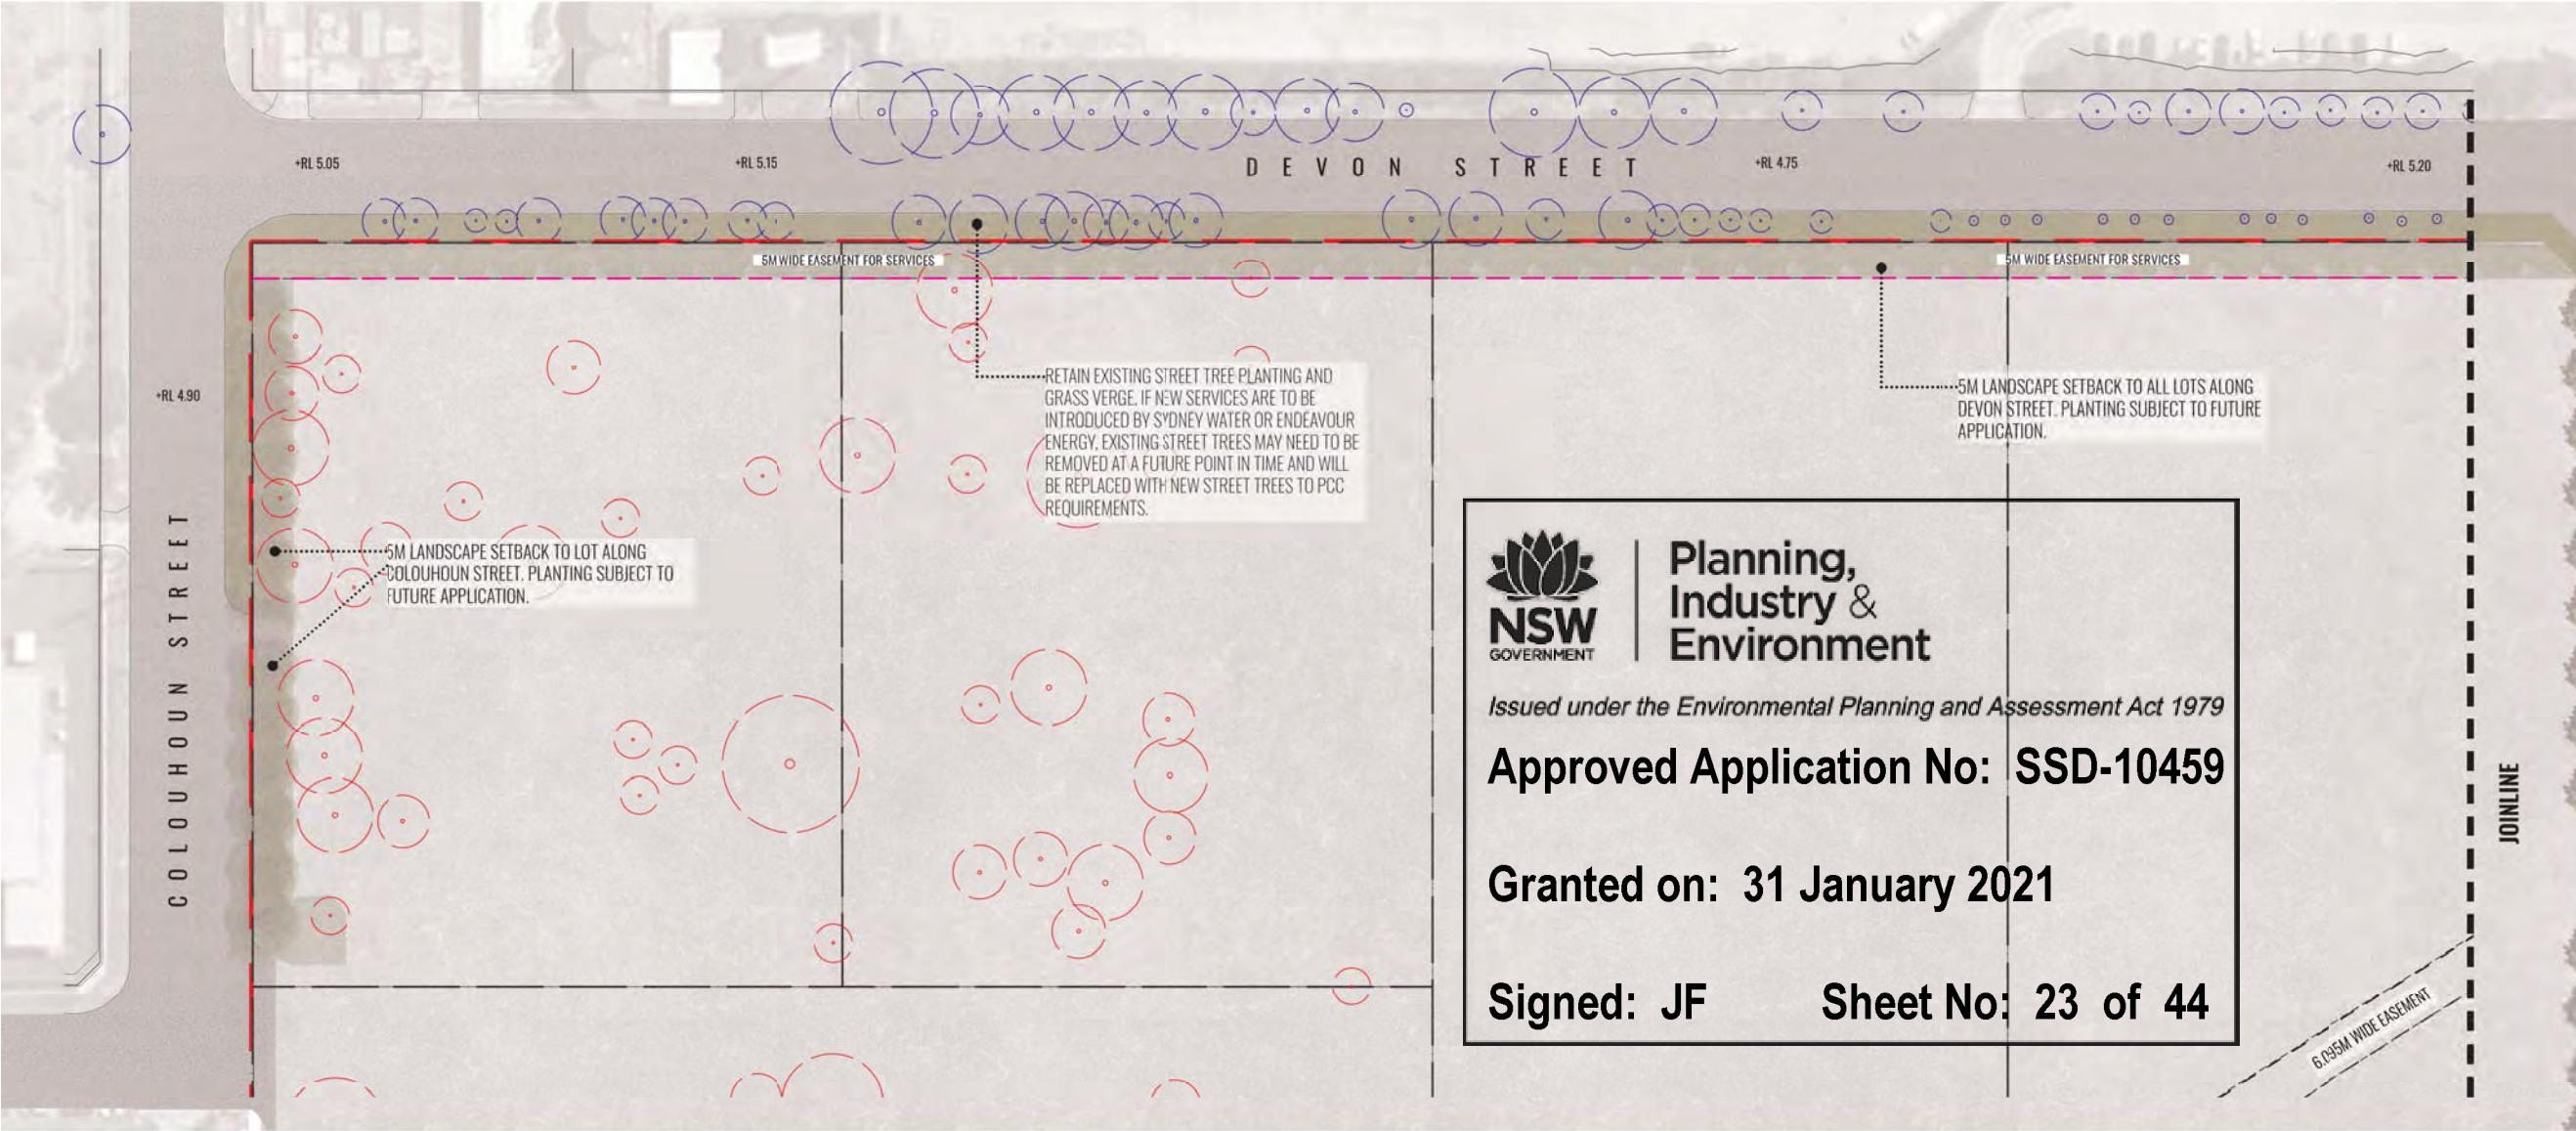 +RL 5.05
+RL 5.15
DEVON STREET
+RL 4.75
+RL 5.20
5M WIDE EASEMENT FOR SERVICES
5M WIDE EASEMENT FOR SERVICES
+RL 4.90
RETAIN EXISTING STREET TREE PLANTING AND
GRASS VERGE. IF NEW SERVICES ARE TO BE
INTRODUCED BY SYDNEY WATER OR ENDEAVOUR
ENERGY, EXISTING STREET TREES MAY NEED TO BE
REMOVED AT A FUTURE POINT IN TIME AND WILL
BE REPLACED WITH NEW STREET TREES TO PCC
REQUIREMENTS.
5M LANDSCAPE SETBACK TO ALL LOTS ALONG
DEVON STREET. PLANTING SUBJECT TO FUTURE
APPLICATION.
5M LANDSCAPE SETBACK TO LOT ALONG
COLOUHOUN STREET. PLANTING SUBJECT TO
FUTURE APPLICATION.
COLOUHOUN STREET
NSW
GOVERNMENT
Planning,
Industry &
Environment
Issued under the Environmental Planning and Assessment Act 1979
Approved Application No: SSD-10459
Granted on: 31 January 2021
Signed: JF Sheet No: 23 of 44
JOINLINE
6.095M WIDE EASEMENT